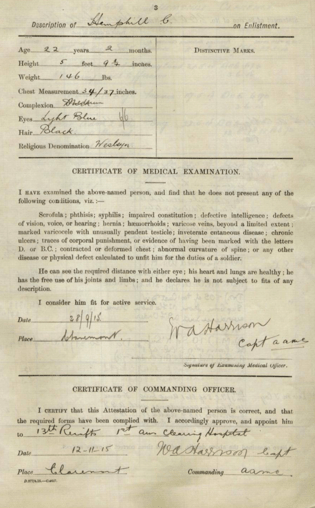 3
Description of Hemphill C. on Enlistment.
Age 22 years 2 months.
Height 5 feet 9 ½ inches.
Weight 146 lbs.
Chest Measurement 34/37 inches.
Complexion
Eyes Light Blue 6/6
Hair Black
Religious Denomination Wesleyn
DISTINCTIVE MARKS.
CERTIFICATE OF MEDICAL EXAMINATION.
I HAVE examined the above-named person, and find that he does not present any of the
following conditions, viz. :—
Scrofula; phthisis; syphilis; impaired constitution; defective intelligence; defects
of vision, voice, or hearing; hernia; hæmorrhoids; varicose veins, beyond a limited extent;
marked varicocele with unusually pendent testicle; inveterate cutaneous disease; chronic
ulcers; traces of corporal punishment, or evidence of having been marked with the letters
D. or B.C.; contracted or deformed chest; abnormal curvature of spine; or any other
disease or physical defect calculated to unfit him for the duties of a soldier.
He can see the required distance with either eye; his heart and lungs are healthy; he
has the free use of his joints and limbs; and he declares he is not subject to fits of any
description.
I consider him fit for active service.
Date 28/9/15
Place Claremont.
W A Harrison
Capt aamc
Signature of Examining Medical Officer.
CERTIFICATE OF COMMANDING OFFICER.
I CERTIFY that this Attestation of the above-named person is correct, and that
the required forms have been complied with. I accordingly approve, and appoint him
to 13th Reinfts 1st Aus Clearing Hospital
Date 12-11-15
W A Harrison Capt
Place Claremont
Commanding aamc